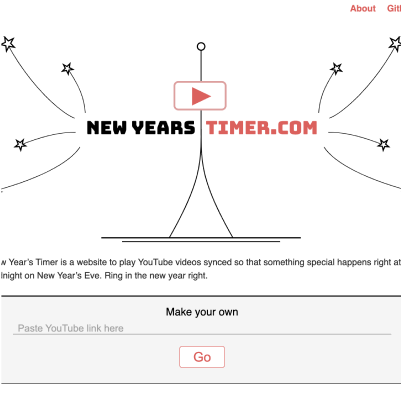 About Git
NEW YEARS TIMER.COM
Year's Timer is a website to play YouTube videos synced so that something special happens right at
lnight on New Year's Eve. Ring in the new year right.
Make your own
Paste YouTube link here
Go